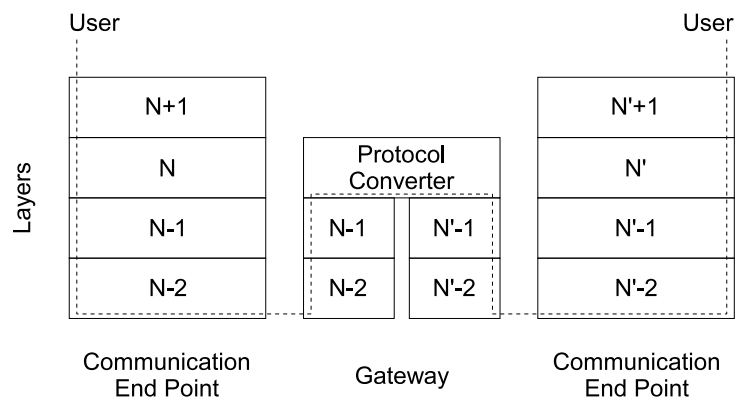 User
User
N+1
N'+1
Layers
N
Protocol
Converter
N'
N-1
N-1
N'-1
N'-1
N-2
N-2
N'-2
N'-2
Communication
End Point
Gateway
Communication
End Point